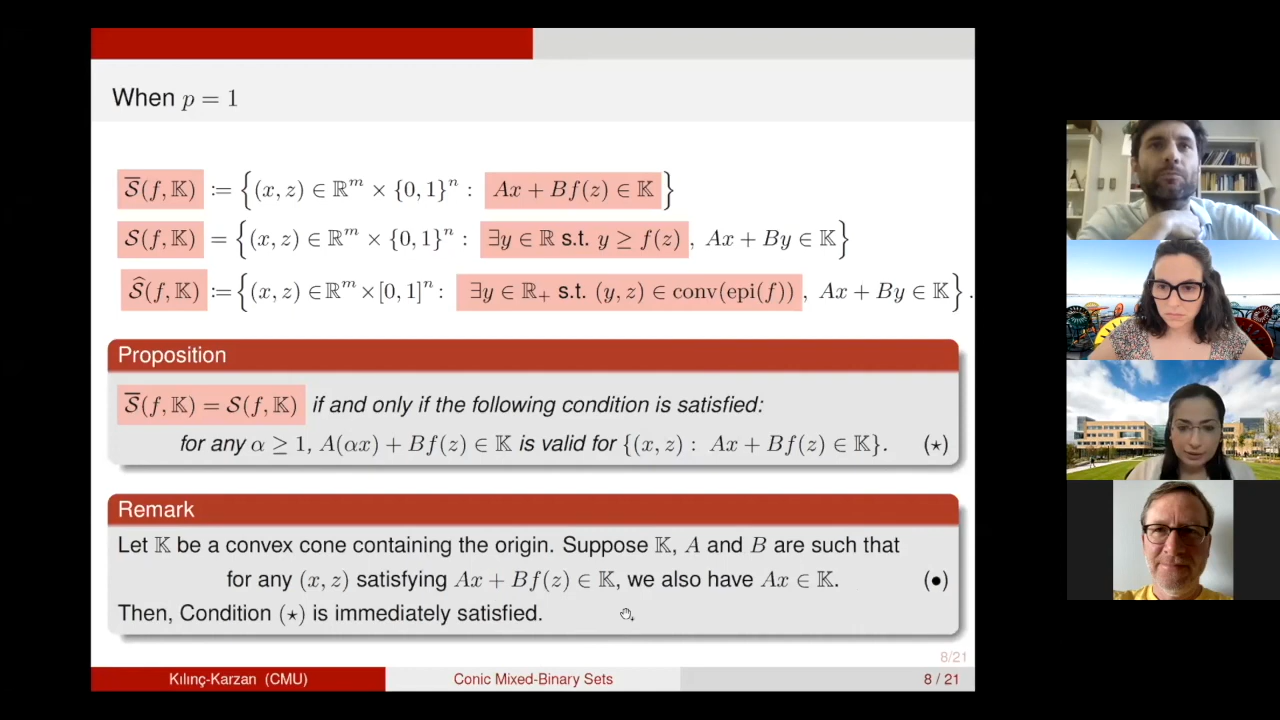 When p = 1
S̅(f, 𝕂) := {(x, z) ∈ ℝᵐ × {0, 1}ⁿ : Ax + Bf(z) ∈ 𝕂}
S(f, 𝕂) = {(x, z) ∈ ℝᵐ × {0, 1}ⁿ : ∃y ∈ ℝ s.t. y ≥ f(z) , Ax + By ∈ 𝕂}
Ŝ(f, 𝕂) := {(x, z) ∈ ℝᵐ × [0, 1]ⁿ : ∃y ∈ ℝ₊ s.t. (y, z) ∈ conv(epi(f)) , Ax + By ∈ 𝕂} .
Proposition
S̅(f, 𝕂) = S(f, 𝕂) if and only if the following condition is satisfied:
for any α ≥ 1, A(αx) + Bf(z) ∈ 𝕂 is valid for {(x, z) : Ax + Bf(z) ∈ 𝕂}. (⋆)
Remark
Let 𝕂 be a convex cone containing the origin. Suppose 𝕂, A and B are such that
for any (x, z) satisfying Ax + Bf(z) ∈ 𝕂, we also have Ax ∈ 𝕂. (•)
Then, Condition (⋆) is immediately satisfied.
8/21
Kılınç-Karzan (CMU) Conic Mixed-Binary Sets 8 / 21